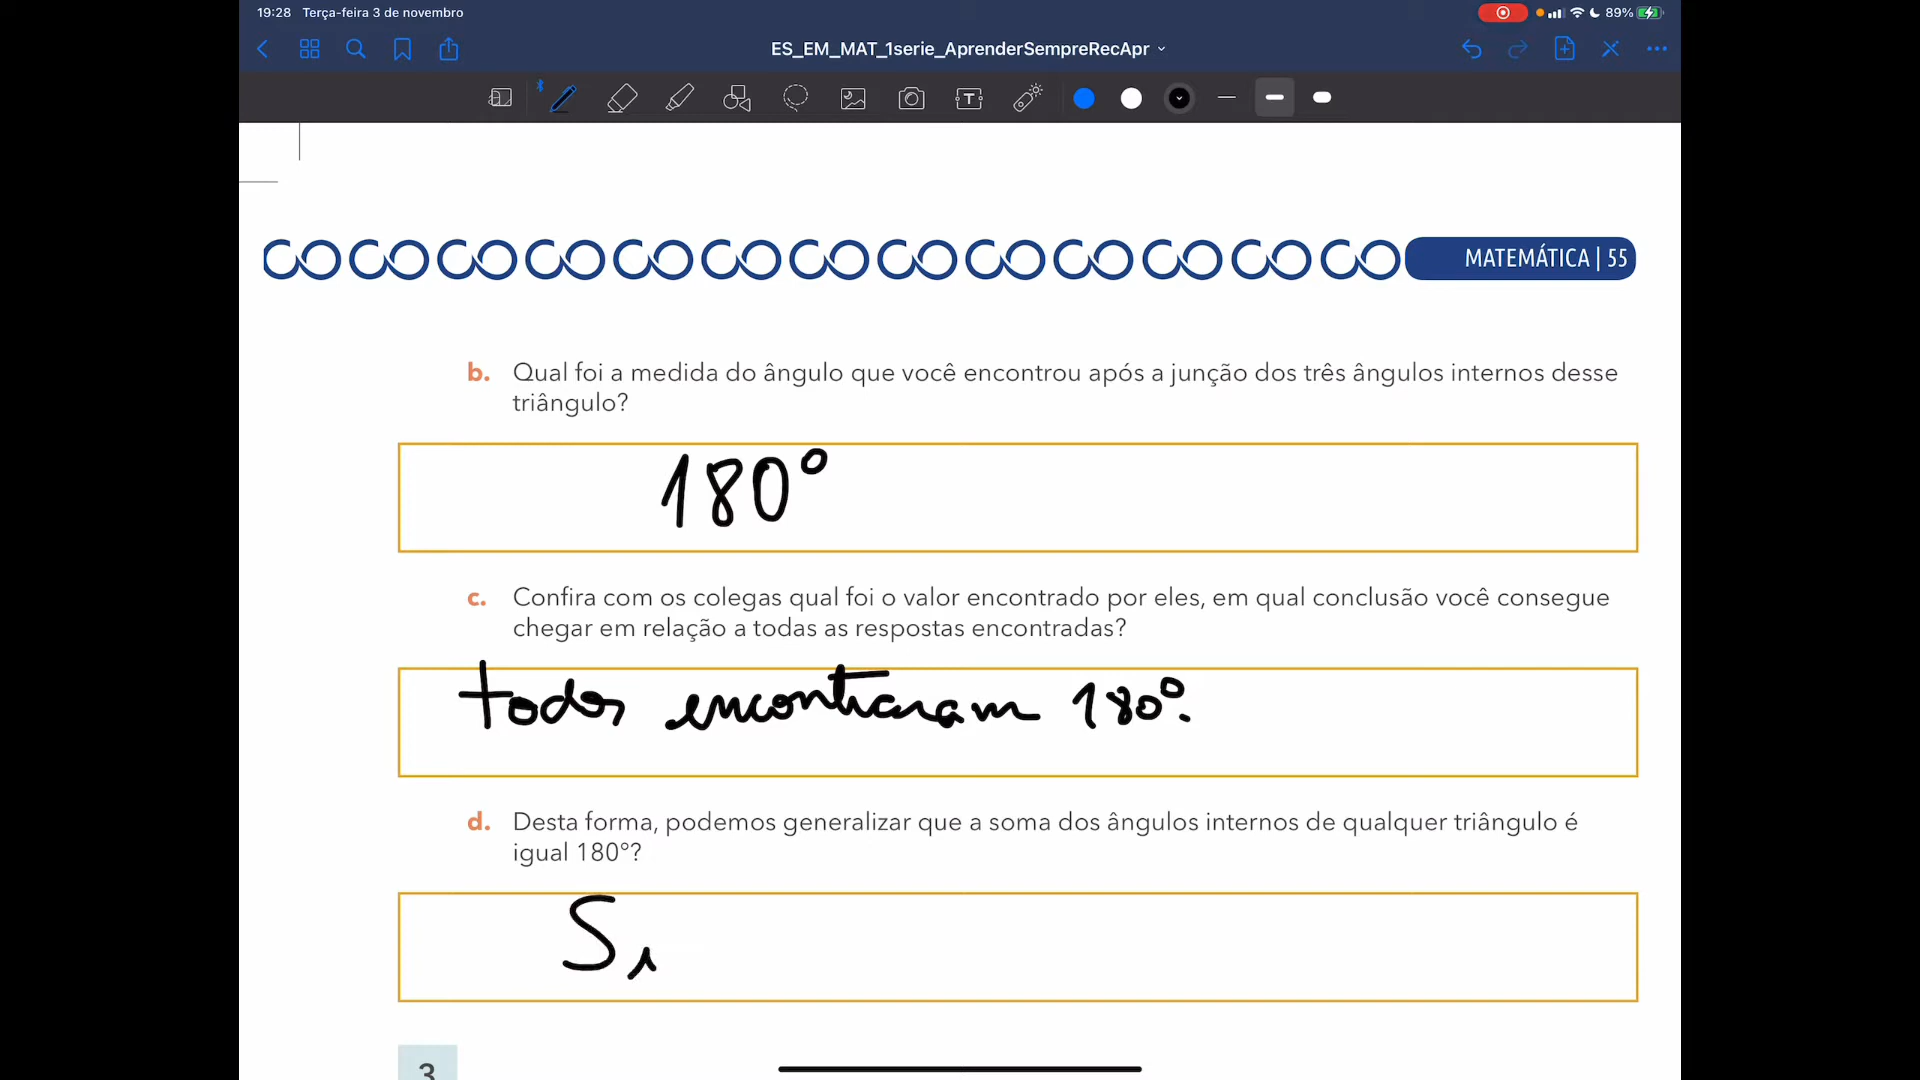 19:28 Terça-feira 3 de novembro
89%
ES_EM_MAT_1serie_AprenderSempreRecApr
MATEMÁTICA | 55
b. Qual foi a medida do ângulo que você encontrou após a junção dos três ângulos internos desse
triângulo?
180°
c. Confira com os colegas qual foi o valor encontrado por eles, em qual conclusão você consegue
chegar em relação a todas as respostas encontradas?
todos encontraram 180°.
d. Desta forma, podemos generalizar que a soma dos ângulos internos de qualquer triângulo é
igual 180°?
Si
3